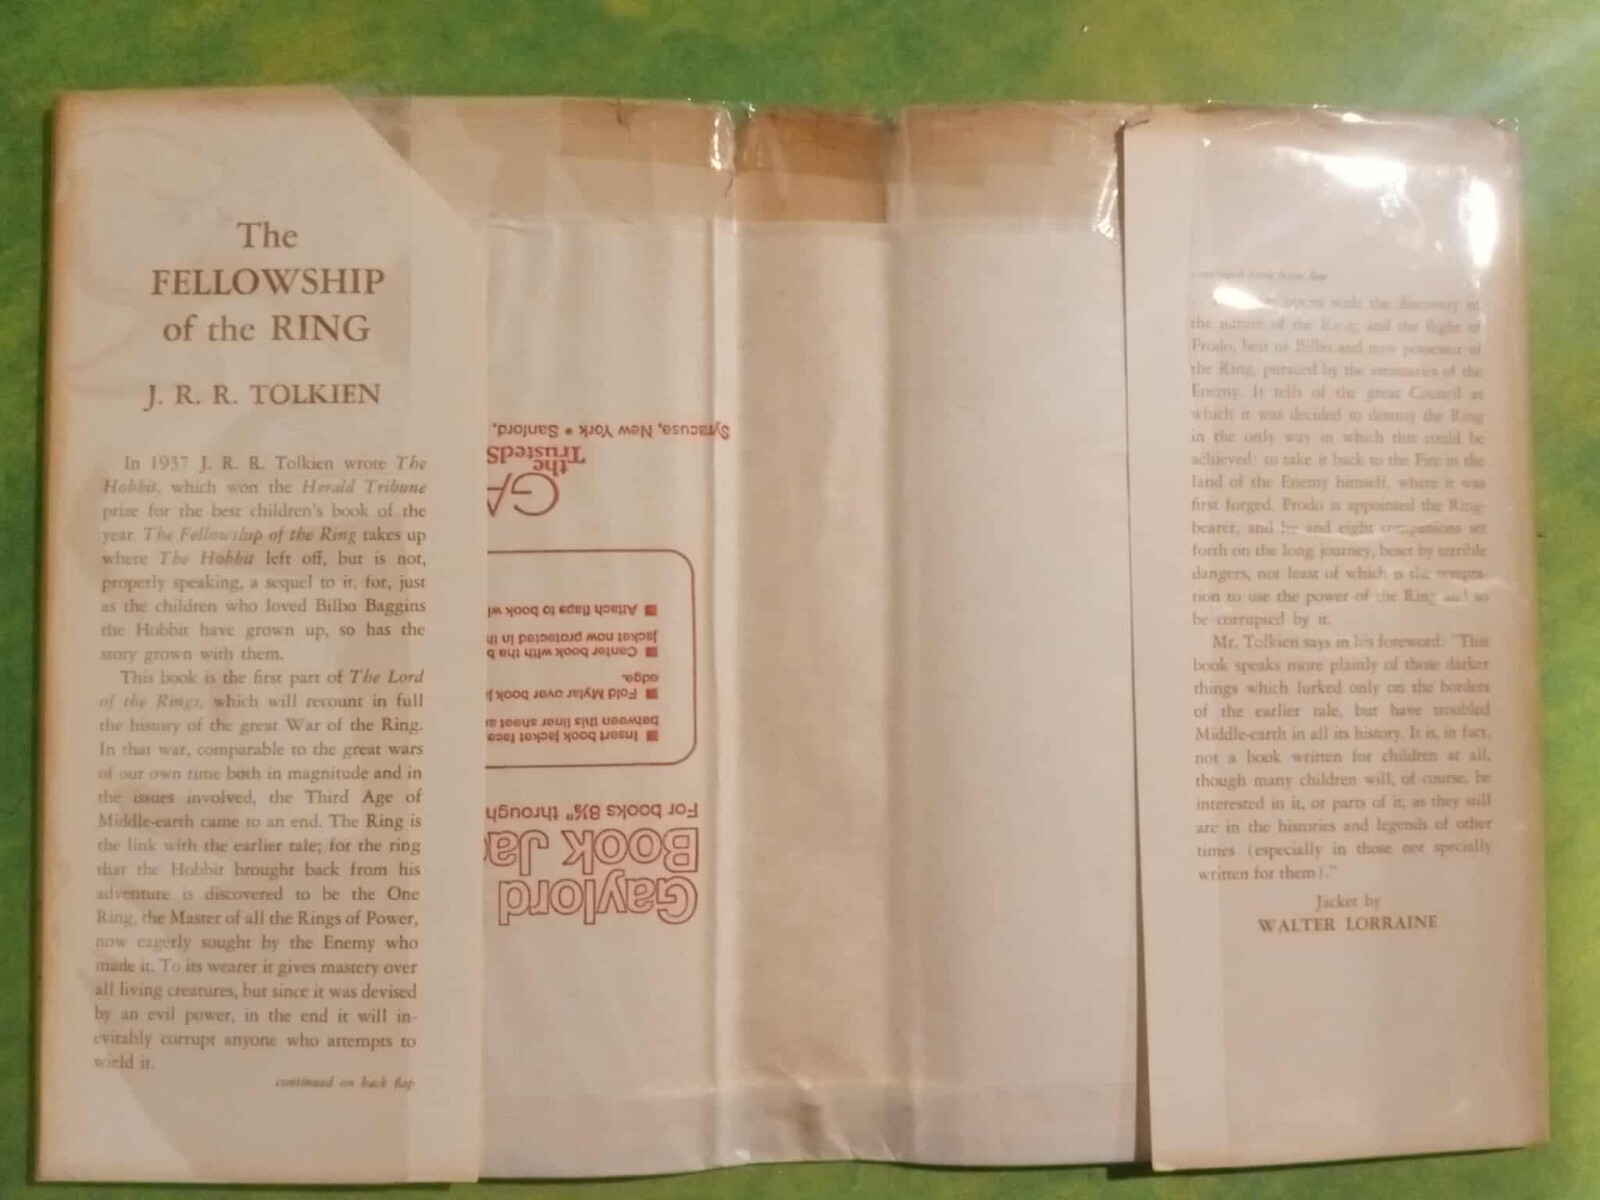 The
FELLOWSHIP
of the RING
J. R. R. TOLKIEN
In 1937 J. R. R. Tolkien wrote The
Hobbit, which won the Herald Tribune
prize for the best children's book of the
year. The Fellowship of the Ring takes up
where The Hobbit left off, but is not,
properly speaking, a sequel to it, for, just
as the children who loved Bilbo Baggins
the Hobbit have grown up, so has the
story grown with them.
This book is the first part of The Lord
of the Rings, which will recount in full
the history of the great War of the Ring.
In that war, comparable to the great wars
of our own time both in magnitude and in
the issues involved, the Third Age of
Middle-earth came to an end. The Ring is
the link with the earlier tale; for the ring
that the Hobbit brought back from his
adventure is discovered to be the One
Ring, the Master of all the Rings of Power,
now eagerly sought by the Enemy who
made it. To its wearer it gives mastery over
all living creatures, but since it was devised
by an evil power, in the end it will in-
evitably corrupt anyone who attempts to
wield it.
continued on back flap
Gaylord
Book Jac
For books 8⅝" through
■ Insert book jacket face
between this liner sheet an
■ Fold Mylar over book j
edge.
■ Center book with the b
jacket now protected in th
■ Attach flaps to book wi
GA
the
TrustedS
Syracuse, New York * Sanford,
continued from front flap
opens with the discovery of
the nature of the Ring; and the flight of
Frodo, heir of Bilbo and now possessor of
the Ring, pursued by the emissaries of the
Enemy. It tells of the great Council at
which it was decided to destroy the Ring
in the only way in which this could be
achieved: to take it back to the Fire in the
land of the Enemy himself, where it was
first forged. Frodo is appointed the Ring-
bearer, and he and eight companions set
forth on the long journey, beset by terrible
dangers, not least of which is the tempta-
tion to use the power of the Ring and so
be corrupted by it.
Mr. Tolkien says in his foreword: "This
book speaks more plainly of those darker
things which lurked only on the borders
of the earlier tale, but have troubled
Middle-earth in all its history. It is, in fact,
not a book written for children at all,
though many children will, of course, be
interested in it, or parts of it, as they still
are in the histories and legends of other
times (especially in those not specially
written for them)."
Jacket by
WALTER LORRAINE